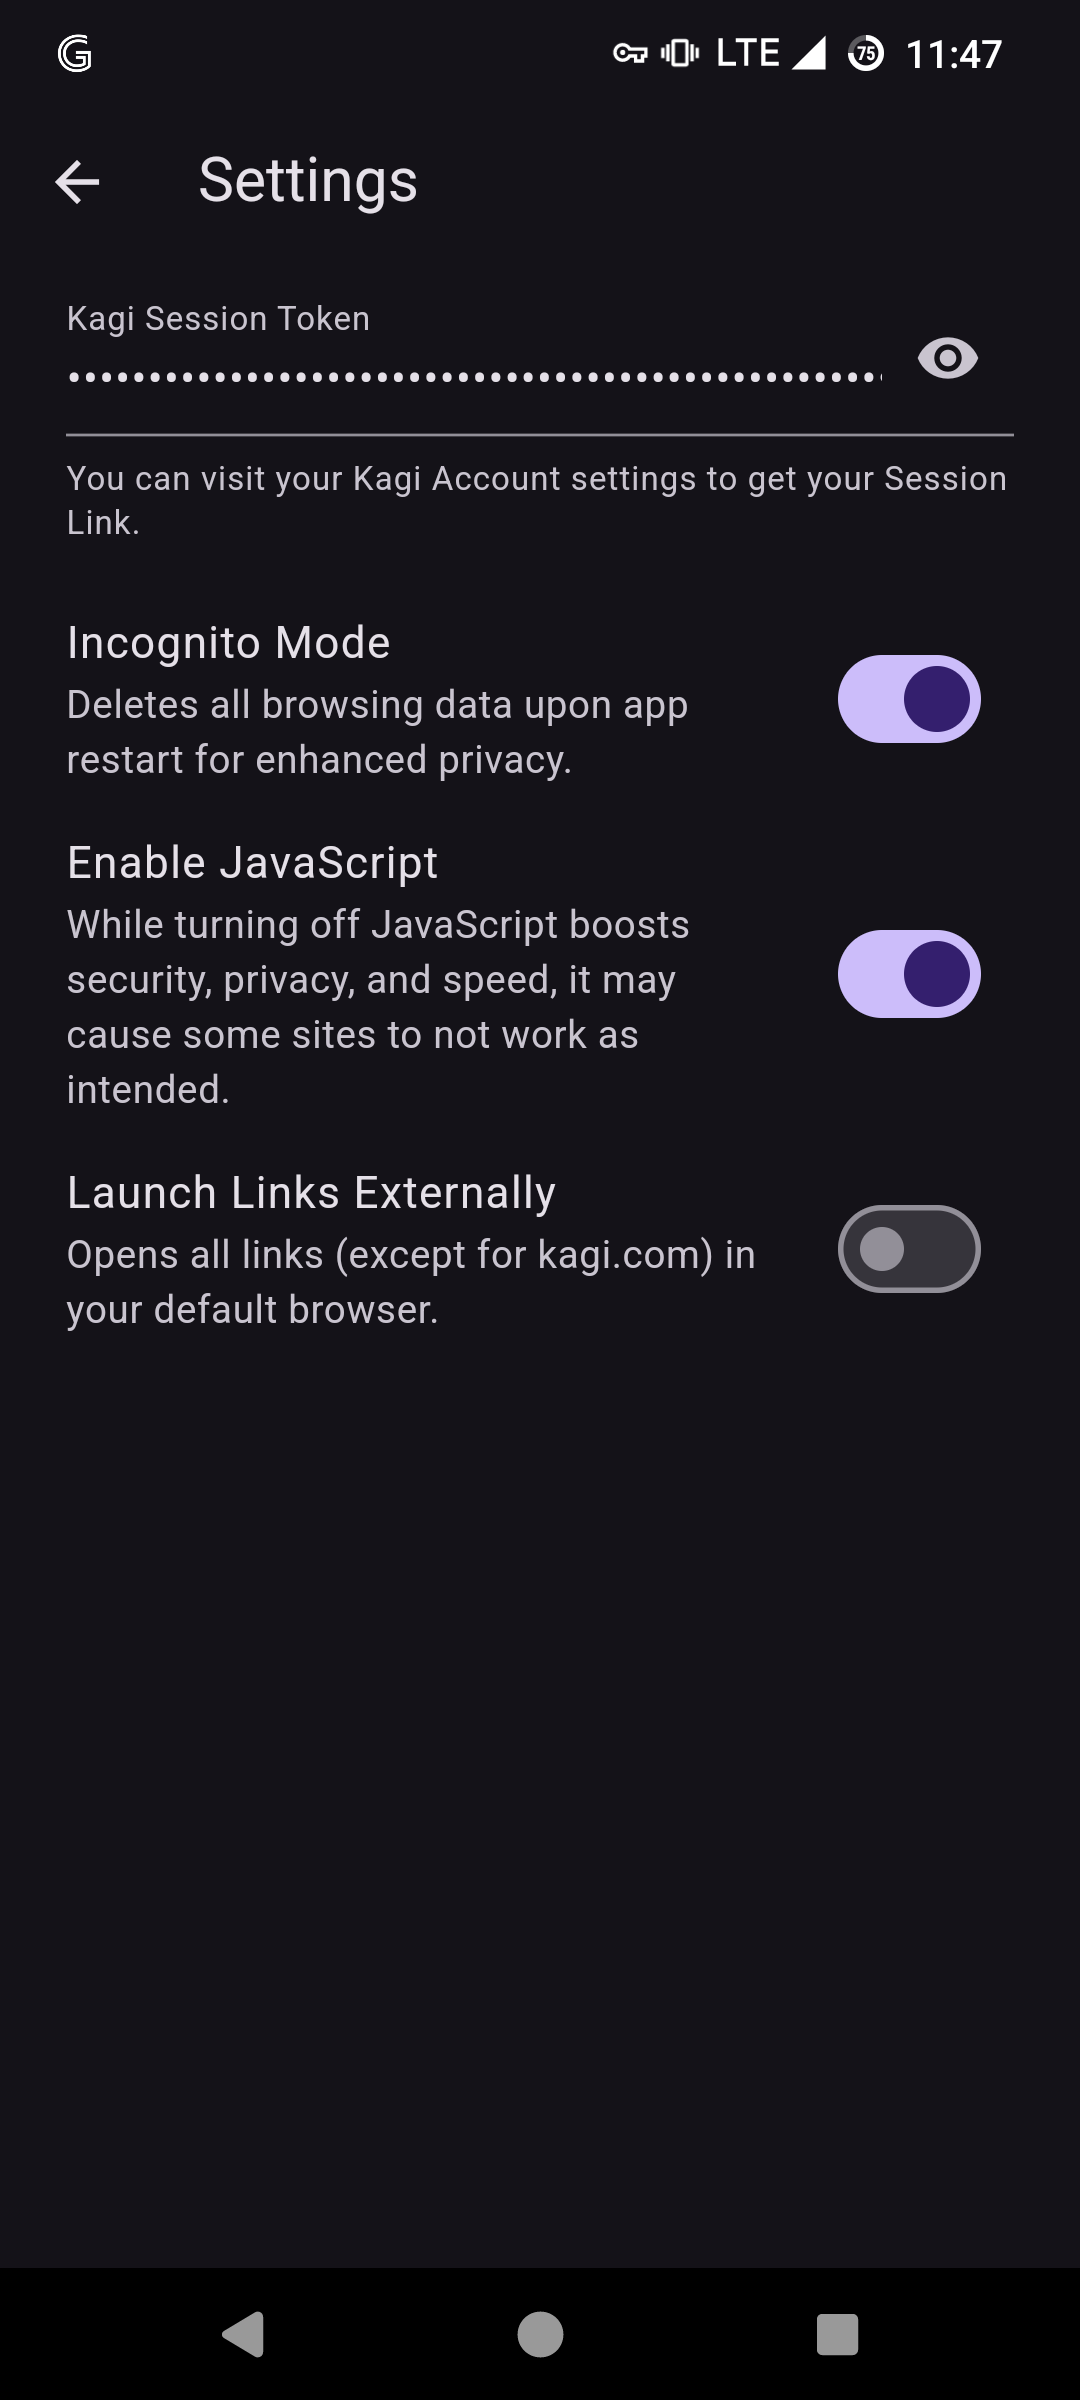 LTE 75 11:47
Settings
Kagi Session Token
••••••••••••••••••••••••••••••••••••••••••••••••••
You can visit your Kagi Account settings to get your Session
Link.
Incognito Mode
Deletes all browsing data upon app
restart for enhanced privacy.
Enable JavaScript
While turning off JavaScript boosts
security, privacy, and speed, it may
cause some sites to not work as
intended.
Launch Links Externally
Opens all links (except for kagi.com) in
your default browser.